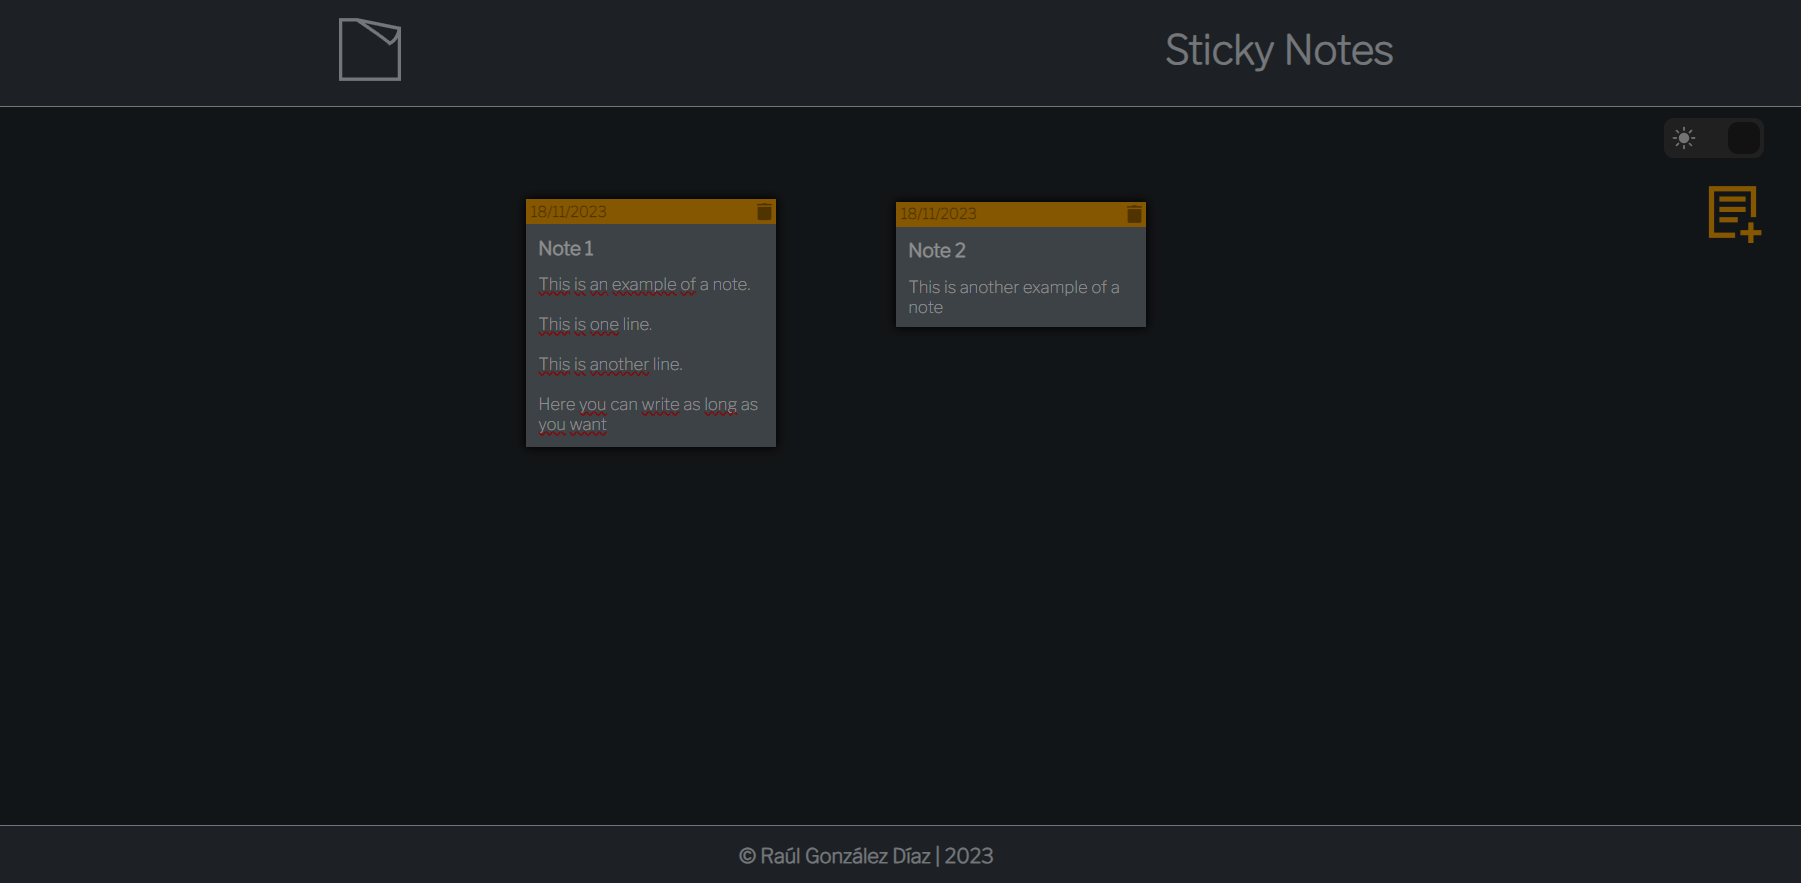 Sticky Notes
18/11/2023
Note 1
This is an example of a note.
This is one line.
This is another line.
Here you can write as long as
you want
18/11/2023
Note 2
This is another example of a
note
© Raúl González Díaz | 2023